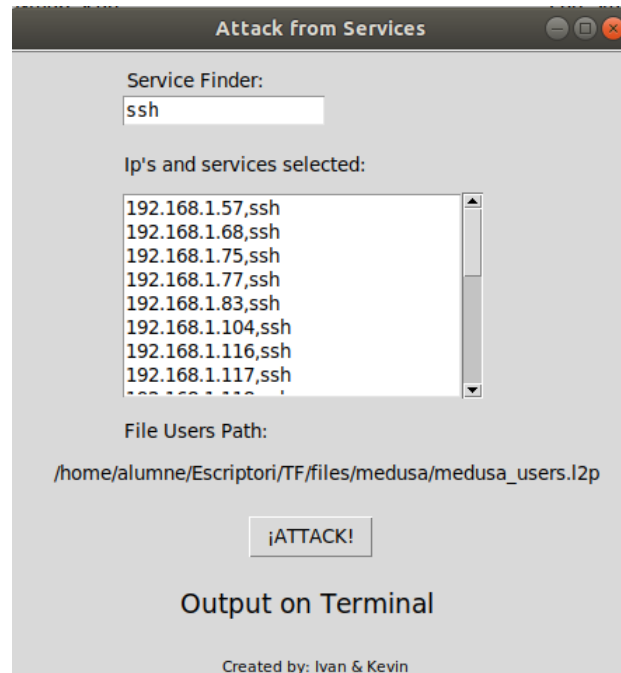 Attack from Services
Service Finder:
ssh
Ip's and services selected:
192.168.1.57,ssh
192.168.1.68,ssh
192.168.1.75,ssh
192.168.1.77,ssh
192.168.1.83,ssh
192.168.1.104,ssh
192.168.1.116,ssh
192.168.1.117,ssh
File Users Path:
/home/alumne/Escriptori/TF/files/medusa/medusa_users.l2p
¡ATTACK!
Output on Terminal
Created by: Ivan & Kevin